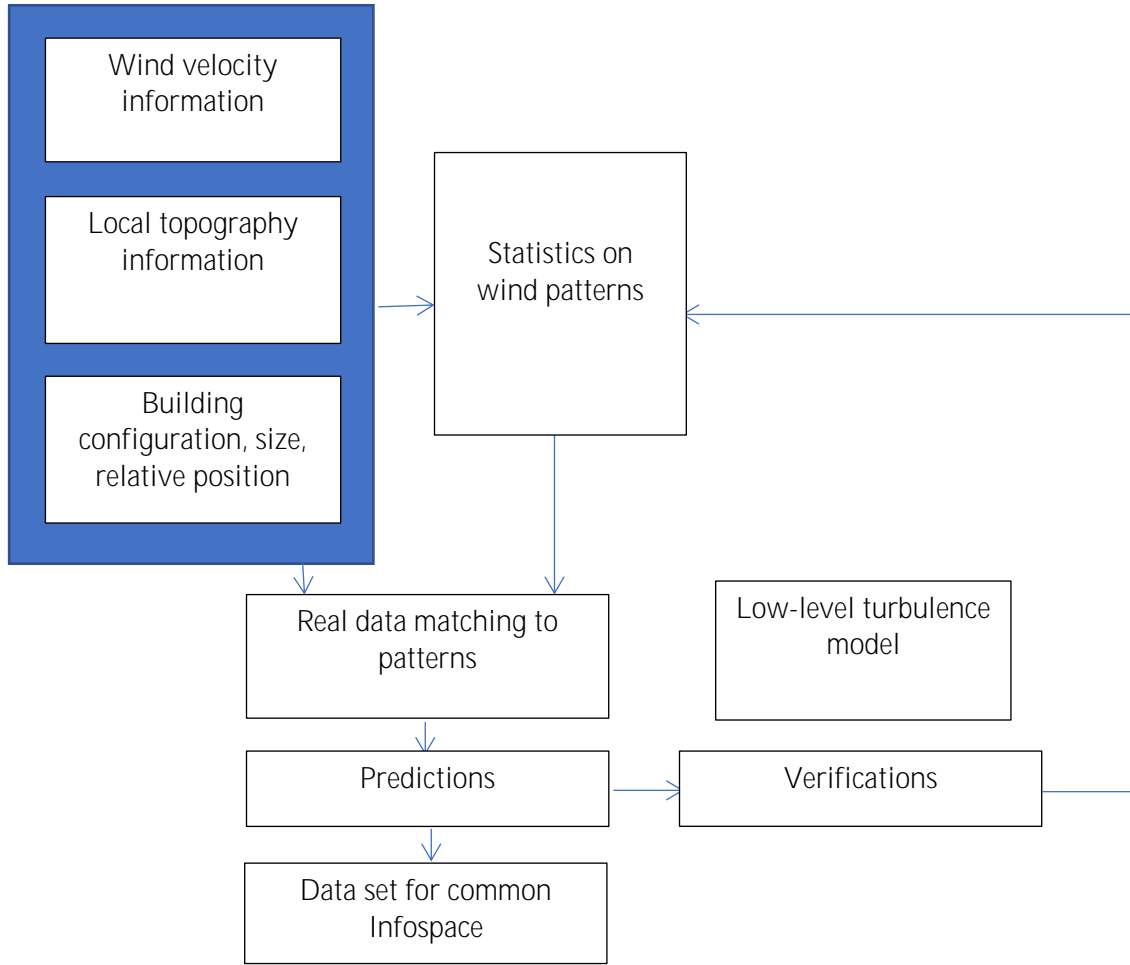 Wind velocity
information
Local topography
information
Building
configuration, size,
relative position
Statistics on
wind patterns
Real data matching to
patterns
Low-level turbulence
model
Predictions
Verifications
Data set for common
Infospace